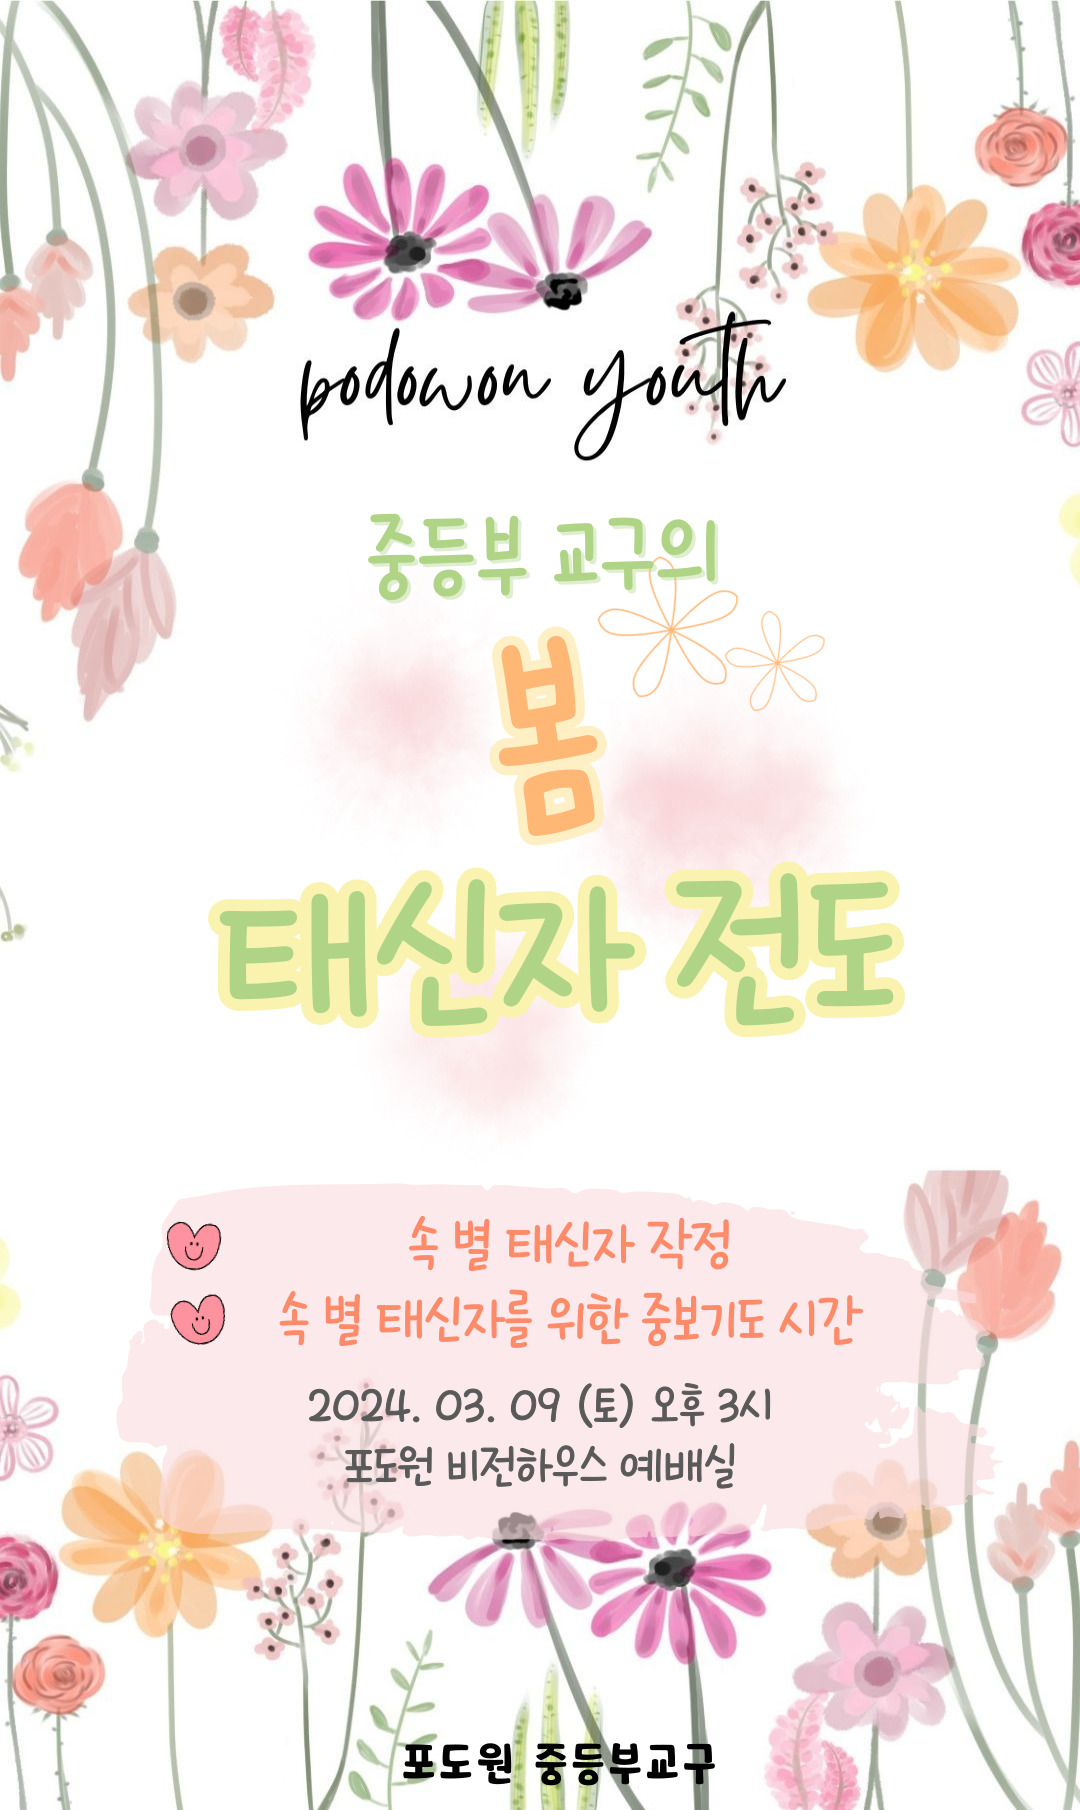 podowon youth
중등부 교구의
봄
태신자 전도
속 별 태신자 작정
속 별 태신자를 위한 중보기도 시간
2024. 03. 09 (토) 오후 3시
포도원 비전하우스 예배실
포도원 중등부교구